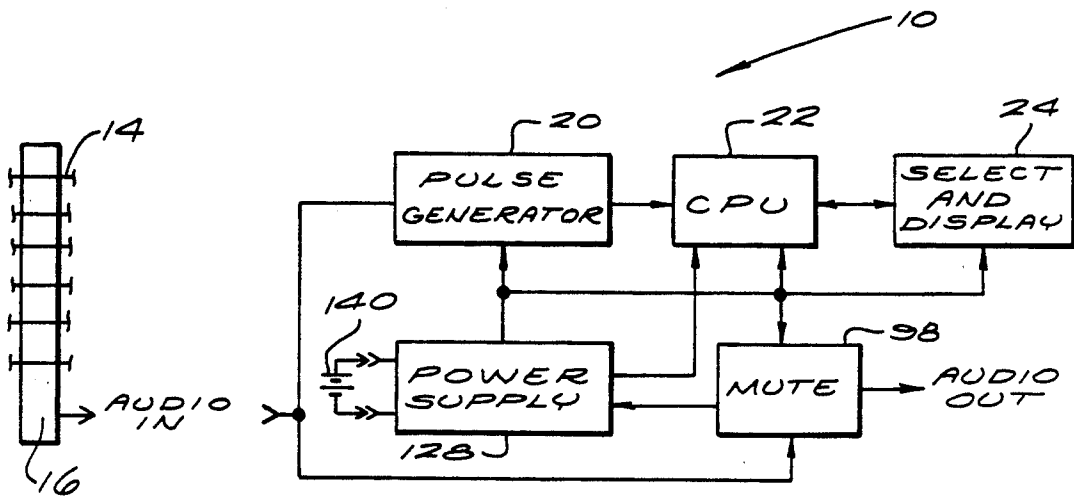 10
14
20
22
24
PULSE
GENERATOR
CPU
SELECT
AND
DISPLAY
140
98
POWER
SUPPLY
MUTE
AUDIO
OUT
AUDIO
IN
128
16